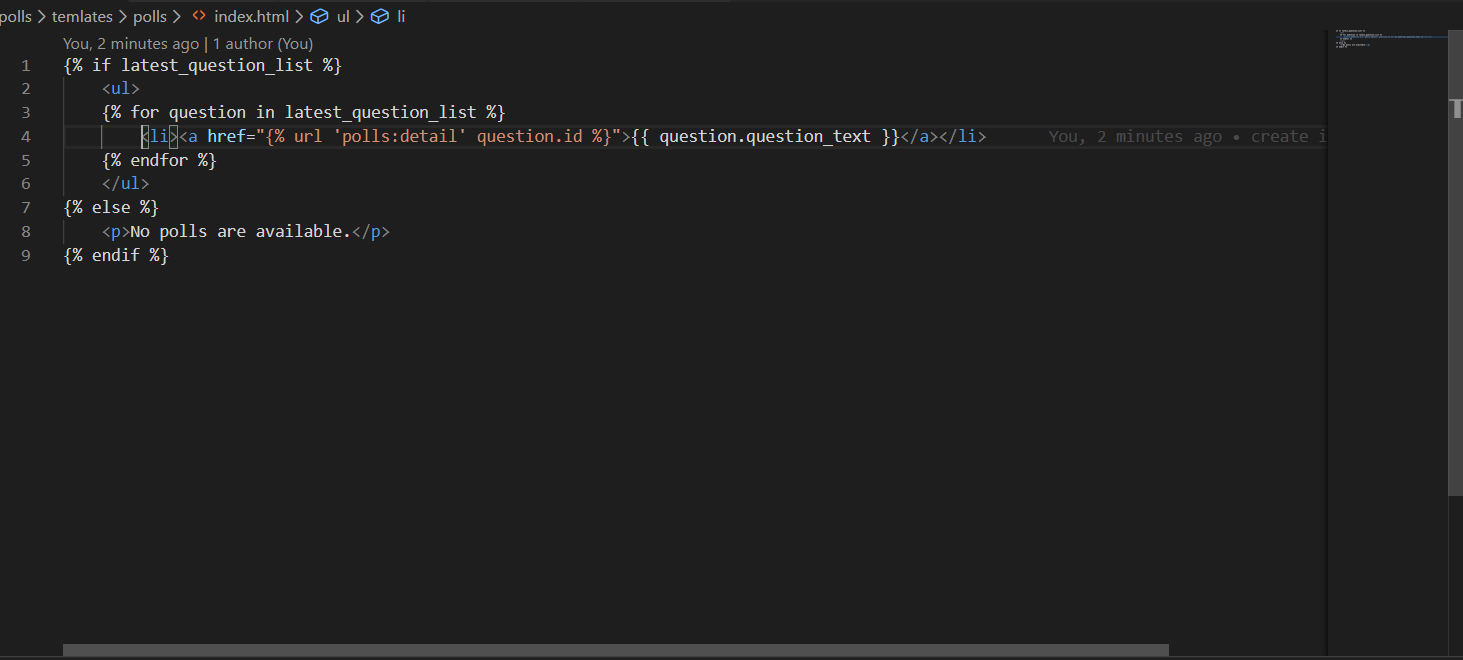 polls > temlates > polls > <> index.html > ul > li
You, 2 minutes ago | 1 author (You)
1 {% if latest_question_list %}
2     <ul>
3     {% for question in latest_question_list %}
4         <li><a href="{% url 'polls:detail' question.id %}">{{ question.question_text }}</a></li> You, 2 minutes ago • create i
5     {% endfor %}
6     </ul>
7 {% else %}
8     <p>No polls are available.</p>
9 {% endif %}